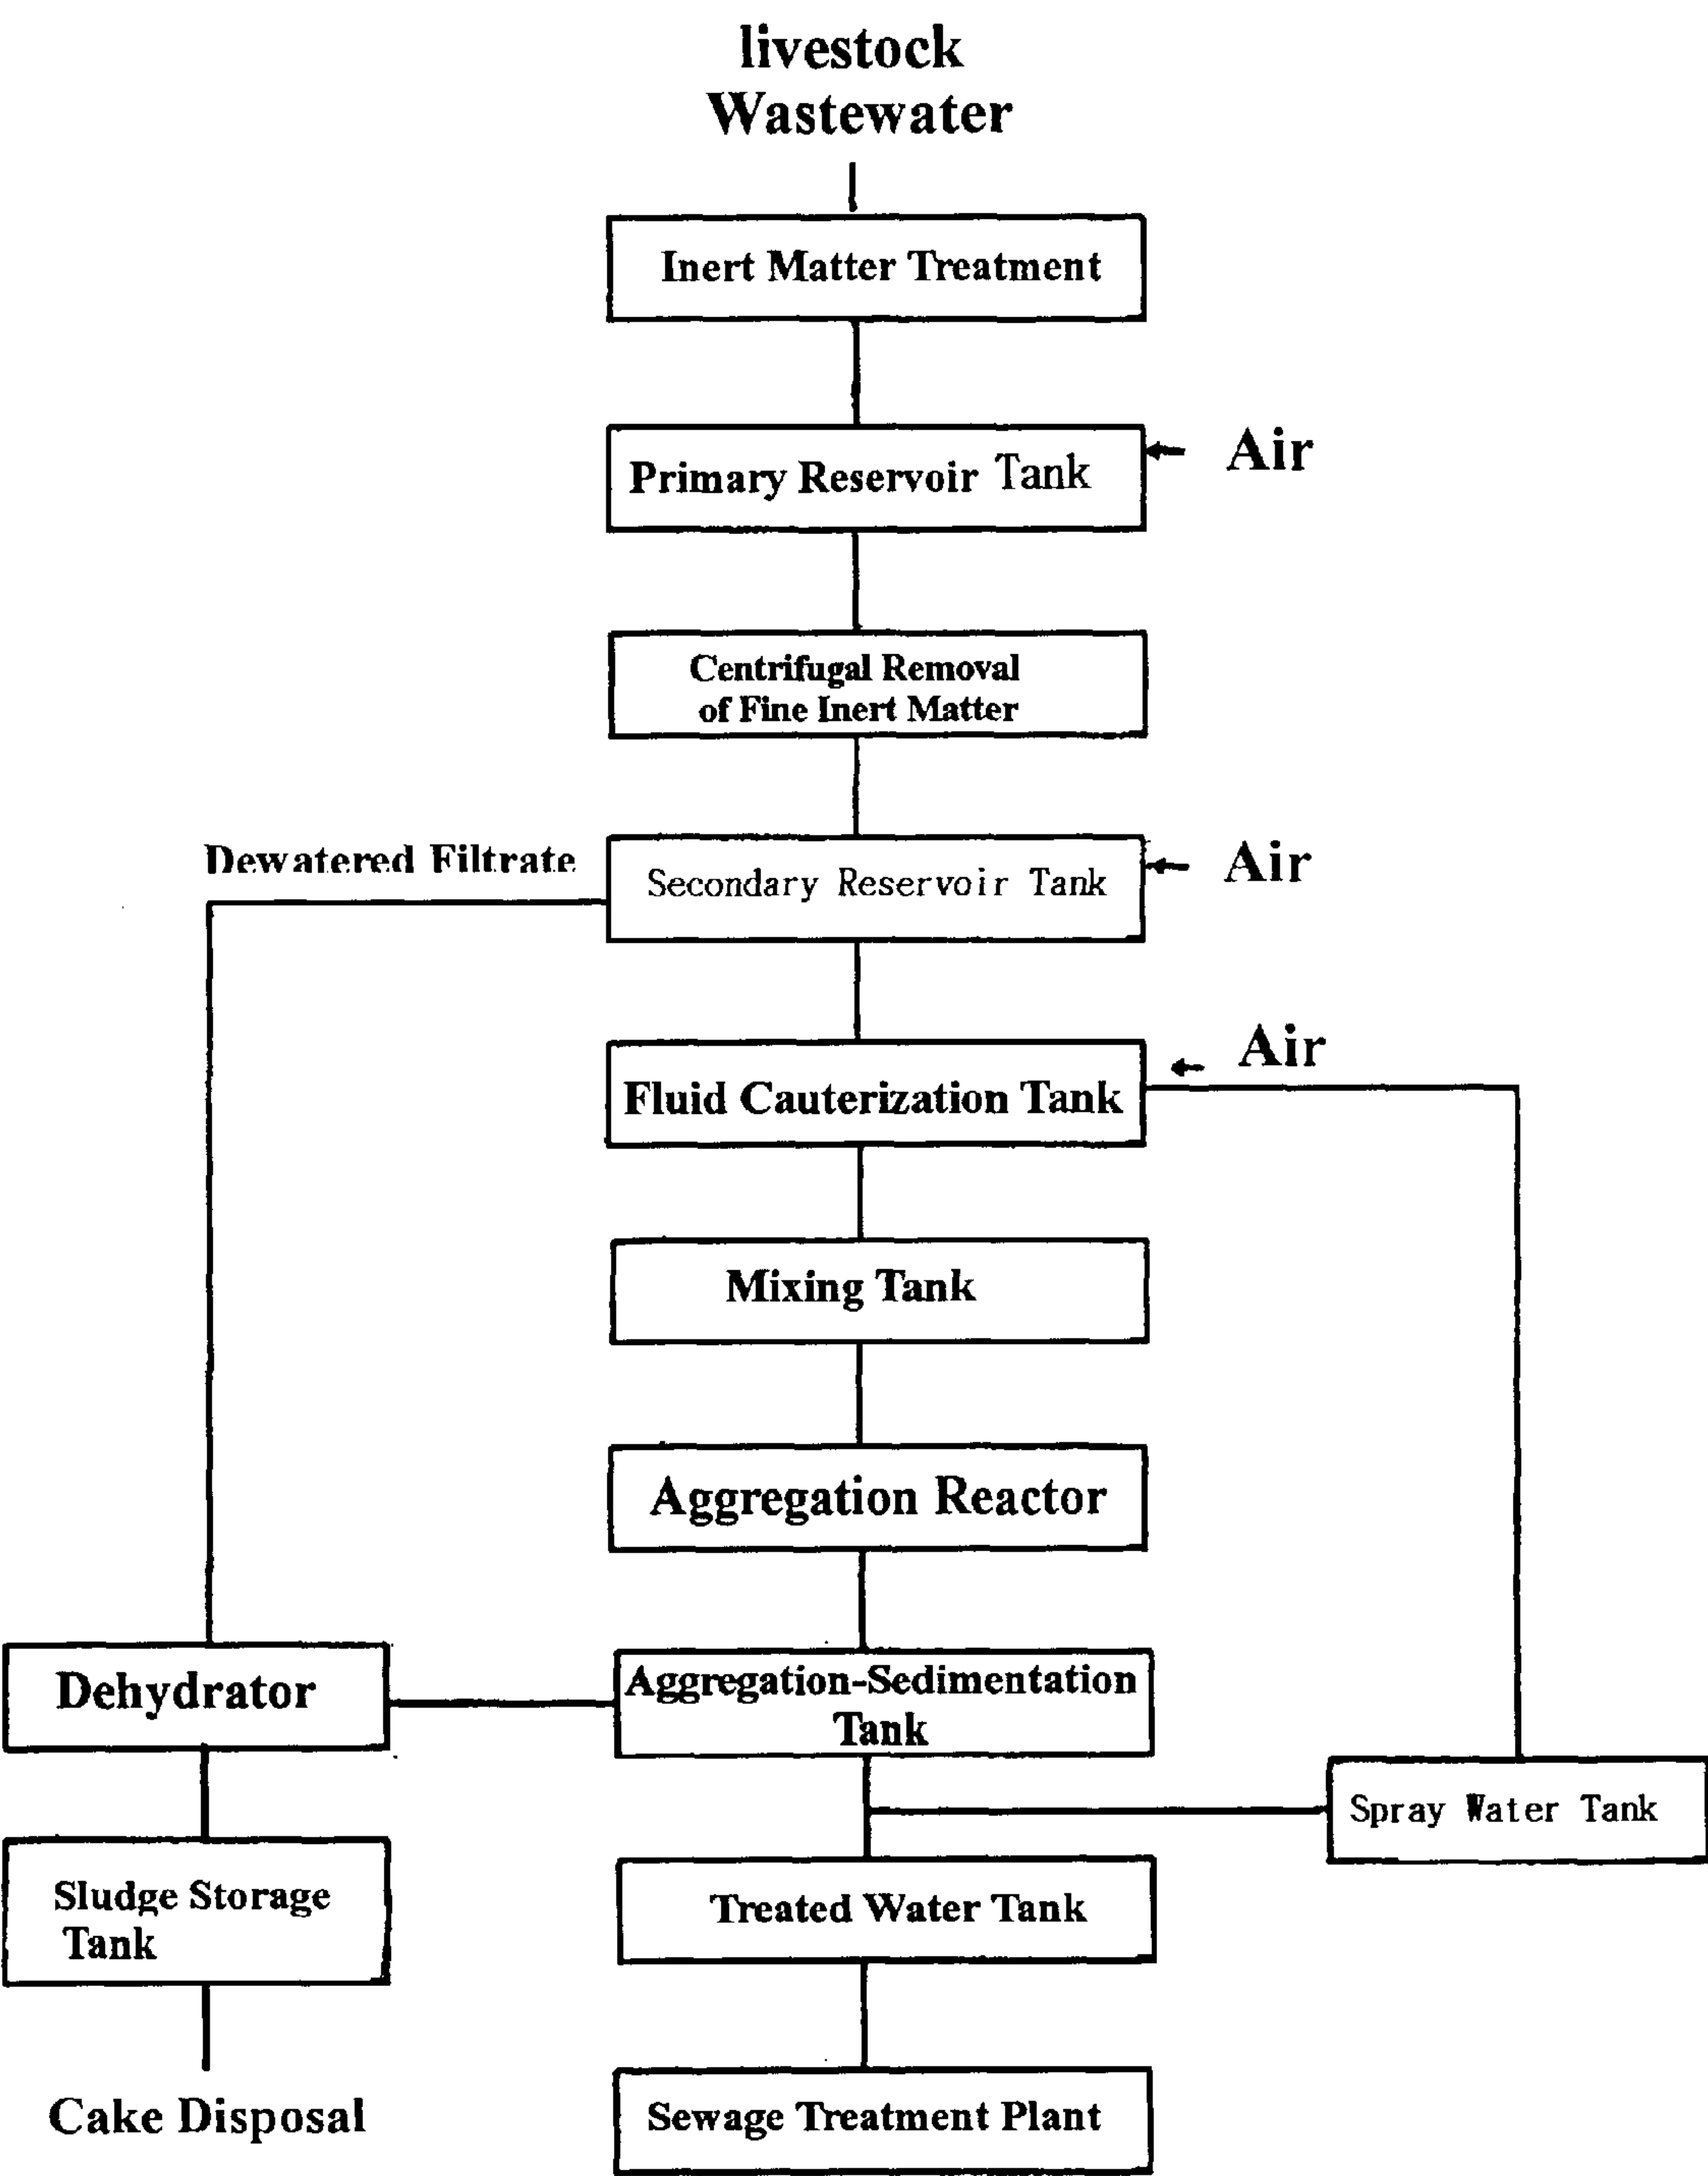 livestock
Wastewater
Inert Matter Treatment
Primary Reservoir Tank
Air
Centrifugal Removal
of Fine Inert Matter
Dewatered Filtrate
Secondary Reservoir Tank
Air
Air
Fluid Cauterization Tank
Mixing Tank
Aggregation Reactor
Dehydrator
Aggregation-Sedimentation
Tank
Spray Water Tank
Sludge Storage
Tank
Treated Water Tank
Cake Disposal
Sewage Treatment Plant